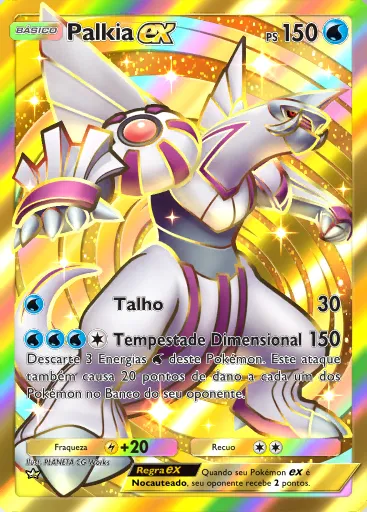 BÁSICO Palkia ex PS 150
Talho 30
Tempestade Dimensional 150
Descarte 3 Energias deste Pokémon. Este ataque
também causa 20 pontos de dano a cada um dos
Pokémon no Banco do seu oponente.
Fraqueza +20 Recuo
Ilus. PLANETA CG Works
Regra ex Quando seu Pokémon ex é
Nocauteado, seu oponente recebe 2 pontos.